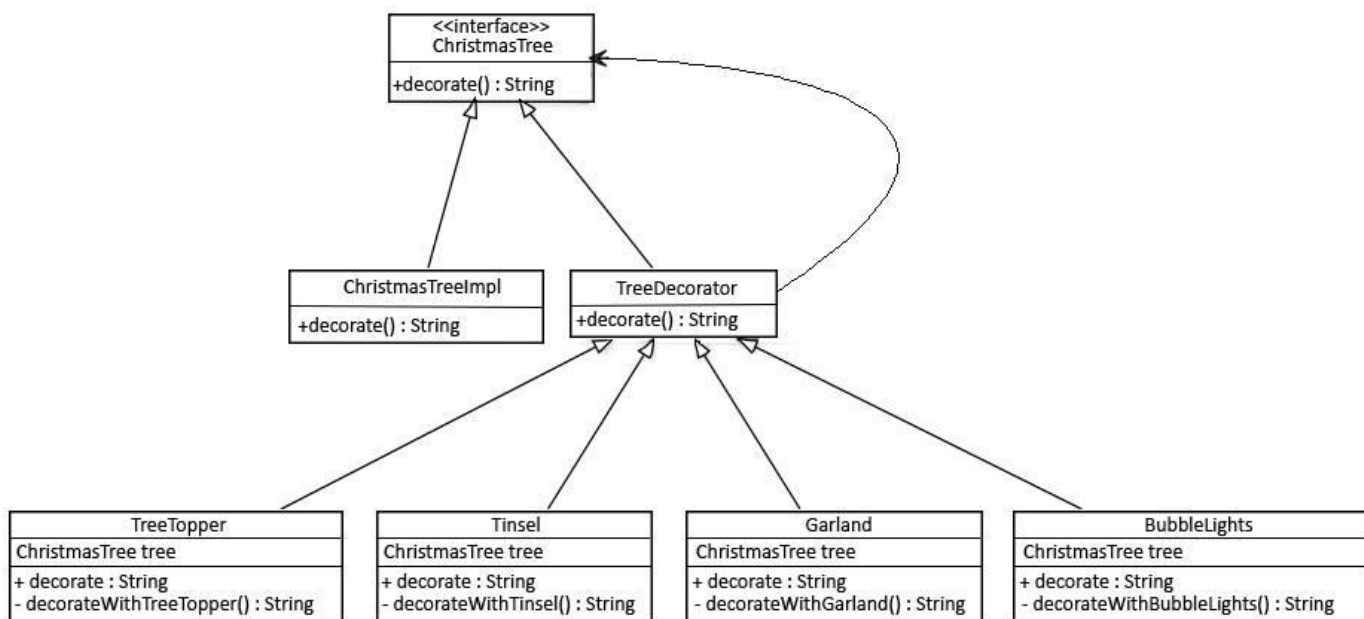 <<interface>>
ChristmasTree
+decorate() : String
ChristmasTreeImpl
+decorate() : String
TreeDecorator
+decorate() : String
TreeTopper
ChristmasTree tree
+ decorate : String
- decorateWithTreeTopper() : String
Tinsel
ChristmasTree tree
+ decorate : String
- decorateWithTinsel() : String
Garland
ChristmasTree tree
+ decorate : String
- decorateWithGarland() : String
BubbleLights
ChristmasTree tree
+ decorate : String
- decorateWithBubbleLights() : String